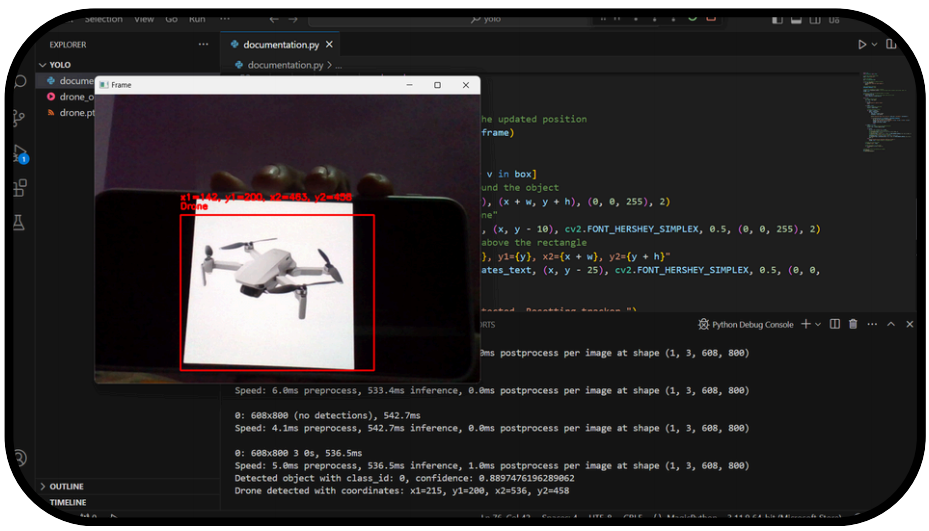 Selection View Go Run ...
yolo
EXPLORER ...
documentation.py ×
YOLO
documentation.py > ...
docume
drone_o
drone.pt
Frame
he updated position
frame)
v in box]
und the object
), (x + w, y + h), (0, 0, 255), 2)
ne"
, (x, y - 10), cv2.FONT_HERSHEY_SIMPLEX, 0.5, (0, 0, 255), 2)
above the rectangle
}, y1={y}, x2={x + w}, y2={y + h}"
ates_text, (x, y - 25), cv2.FONT_HERSHEY_SIMPLEX, 0.5, (0, 0,
x1=142, y1=200, x2=463, y2=458
Drone
1
ORTS
Python Debug Console
0ms postprocess per image at shape (1, 3, 608, 800)
Speed: 6.0ms preprocess, 533.4ms inference, 0.0ms postprocess per image at shape (1, 3, 608, 800)
0: 608x800 (no detections), 542.7ms
Speed: 4.1ms preprocess, 542.7ms inference, 0.0ms postprocess per image at shape (1, 3, 608, 800)
0: 608x800 3 0s, 536.5ms
Speed: 5.0ms preprocess, 536.5ms inference, 1.0ms postprocess per image at shape (1, 3, 608, 800)
Detected object with class_id: 0, confidence: 0.8897476196289062
Drone detected with coordinates: x1=215, y1=200, x2=536, y2=458
OUTLINE
TIMELINE